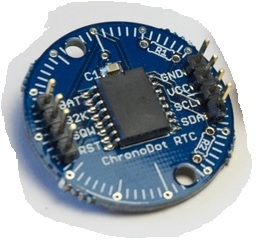 R1
C1
GND
VCC
SCL
SDA
BAT
32K
SQW
RST
R2
ChronoDot RTC